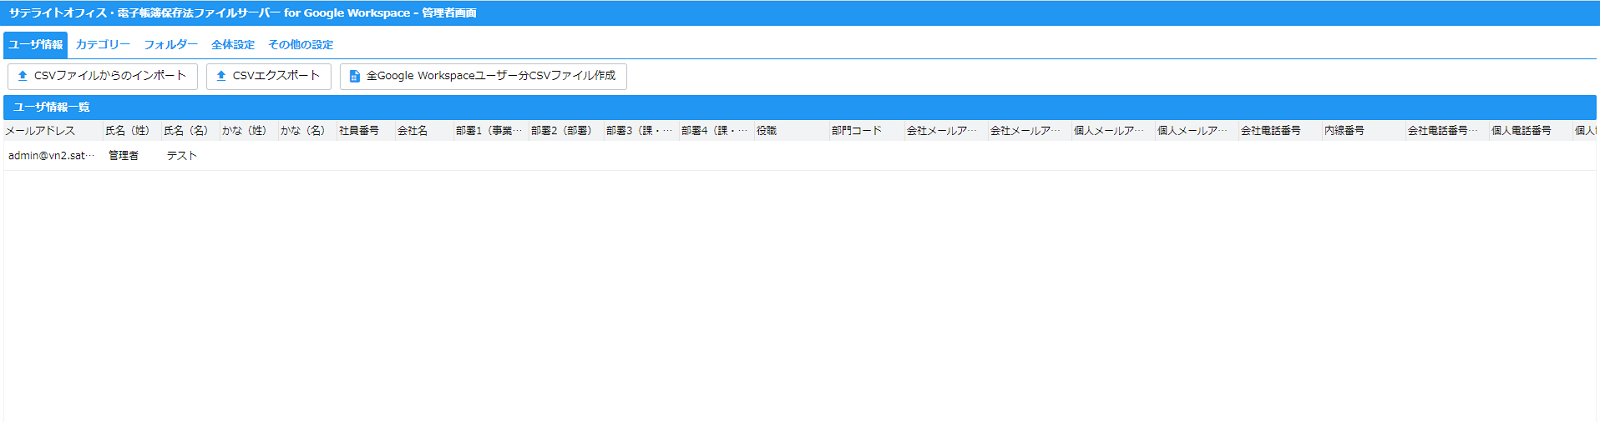 サテライトオフィス・電子帳簿保存法ファイルサーバー for Google Workspace - 管理者画面
ユーザ情報 カテゴリー フォルダー 全体設定 その他の設定
CSVファイルからのインポート CSVエクスポート 全Google Workspaceユーザー分CSVファイル作成
ユーザ情報一覧
メールアドレス 氏名（姓） 氏名（名） かな（姓） かな（名） 社員番号 会社名 部署1（事業… 部署2（部署） 部署3（課・… 部署4（課・… 役職 部門コード 会社メールア… 会社メールア… 個人メールア… 個人メールア… 会社電話番号 内線番号 会社電話番号… 個人電話番号 個人
admin@vn2.sat… 管理者 テスト